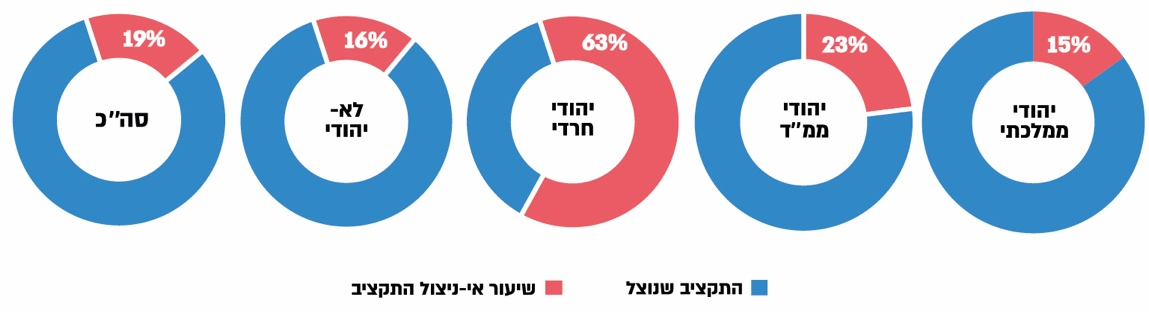 15%
יהודי
ממלכתי
23%
יהודי
ממ"ד
63%
יהודי
חרדי
16%
לא-
יהודי
19%
סה"כ
התקציב שנוצל
שיעור אי-ניצול התקציב